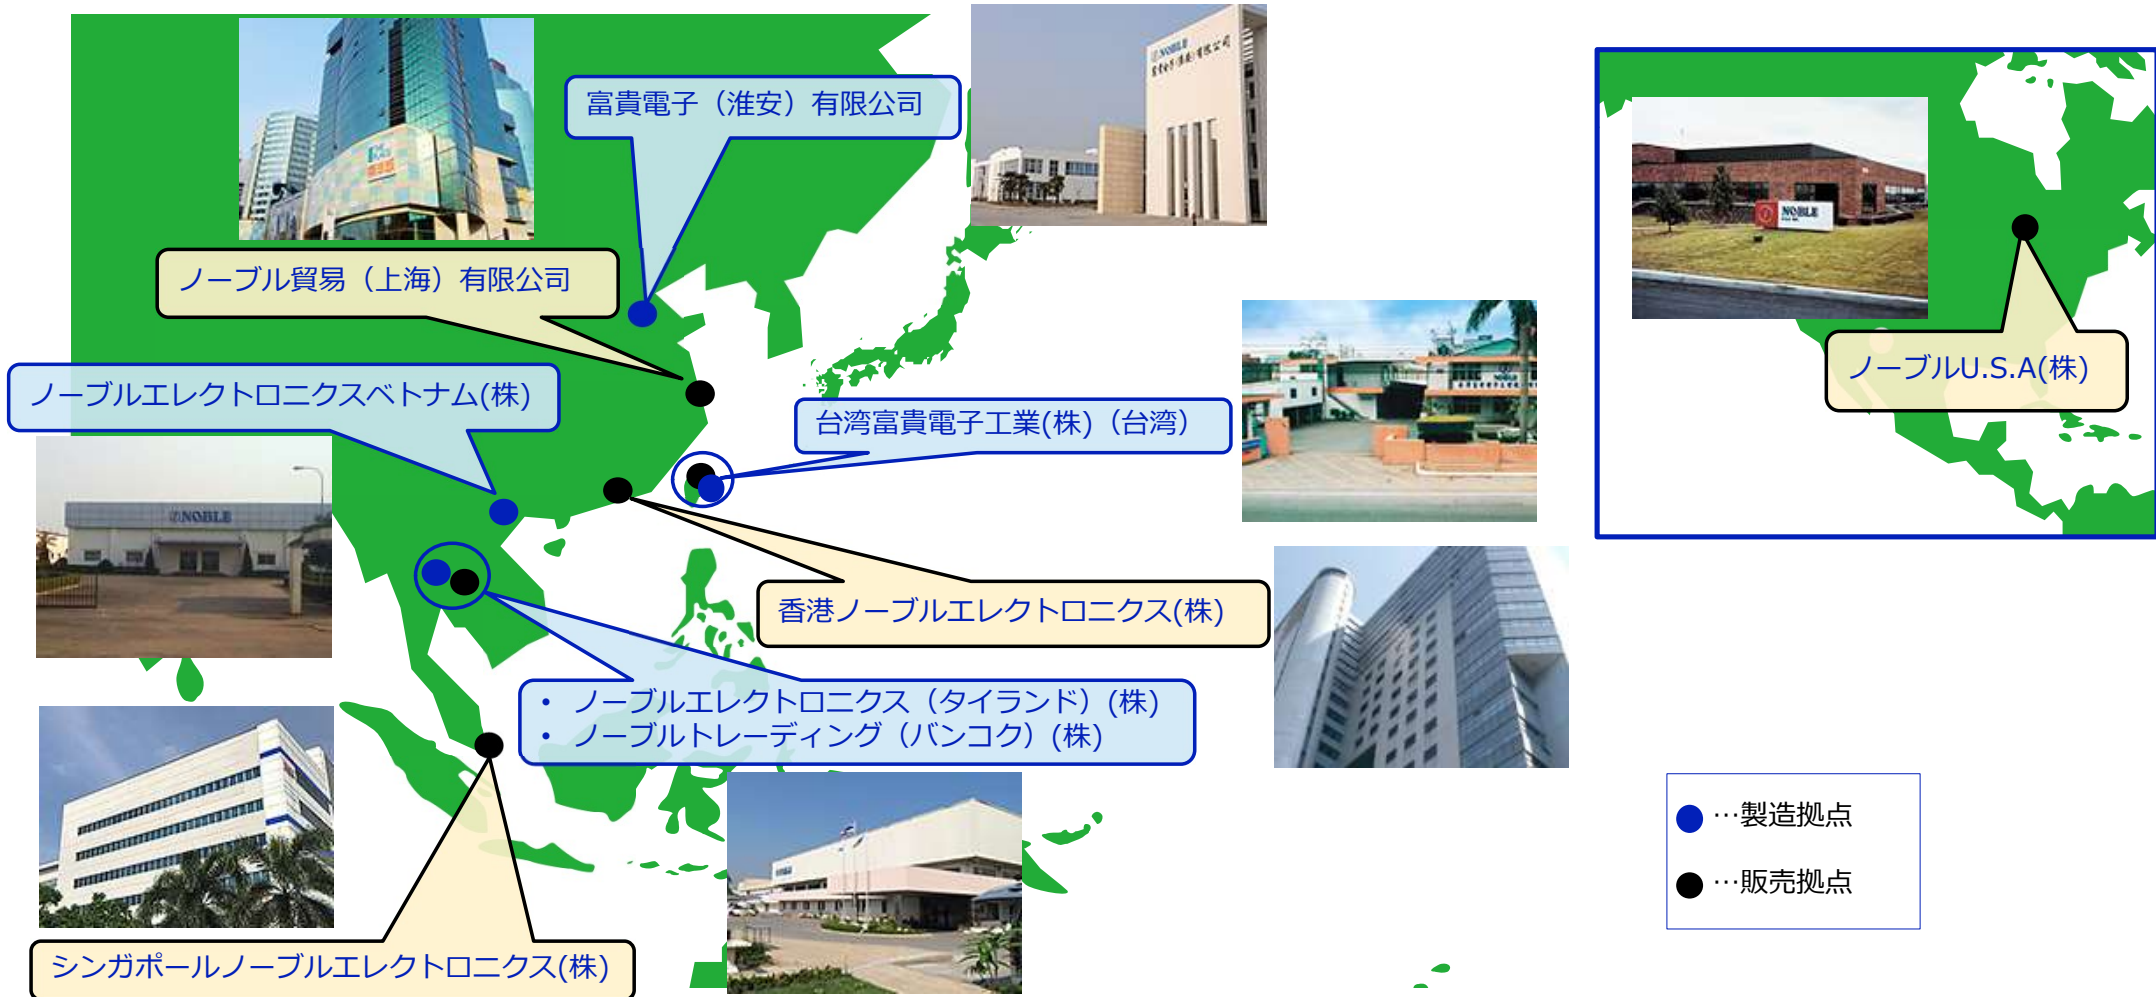 富貴電子（淮安）有限公司
NOBLE
ノーブル貿易（上海）有限公司
NOBLE
ノーブルU.S.A(株)
ノーブルエレクトロニクスベトナム(株)
台湾富貴電子工業(株)（台湾）
NOBLE
NOBLE
香港ノーブルエレクトロニクス(株)
• ノーブルエレクトロニクス（タイランド）(株)
• ノーブルトレーディング（バンコク）(株)
NOBLE
…製造拠点
…販売拠点
シンガポールノーブルエレクトロニクス(株)